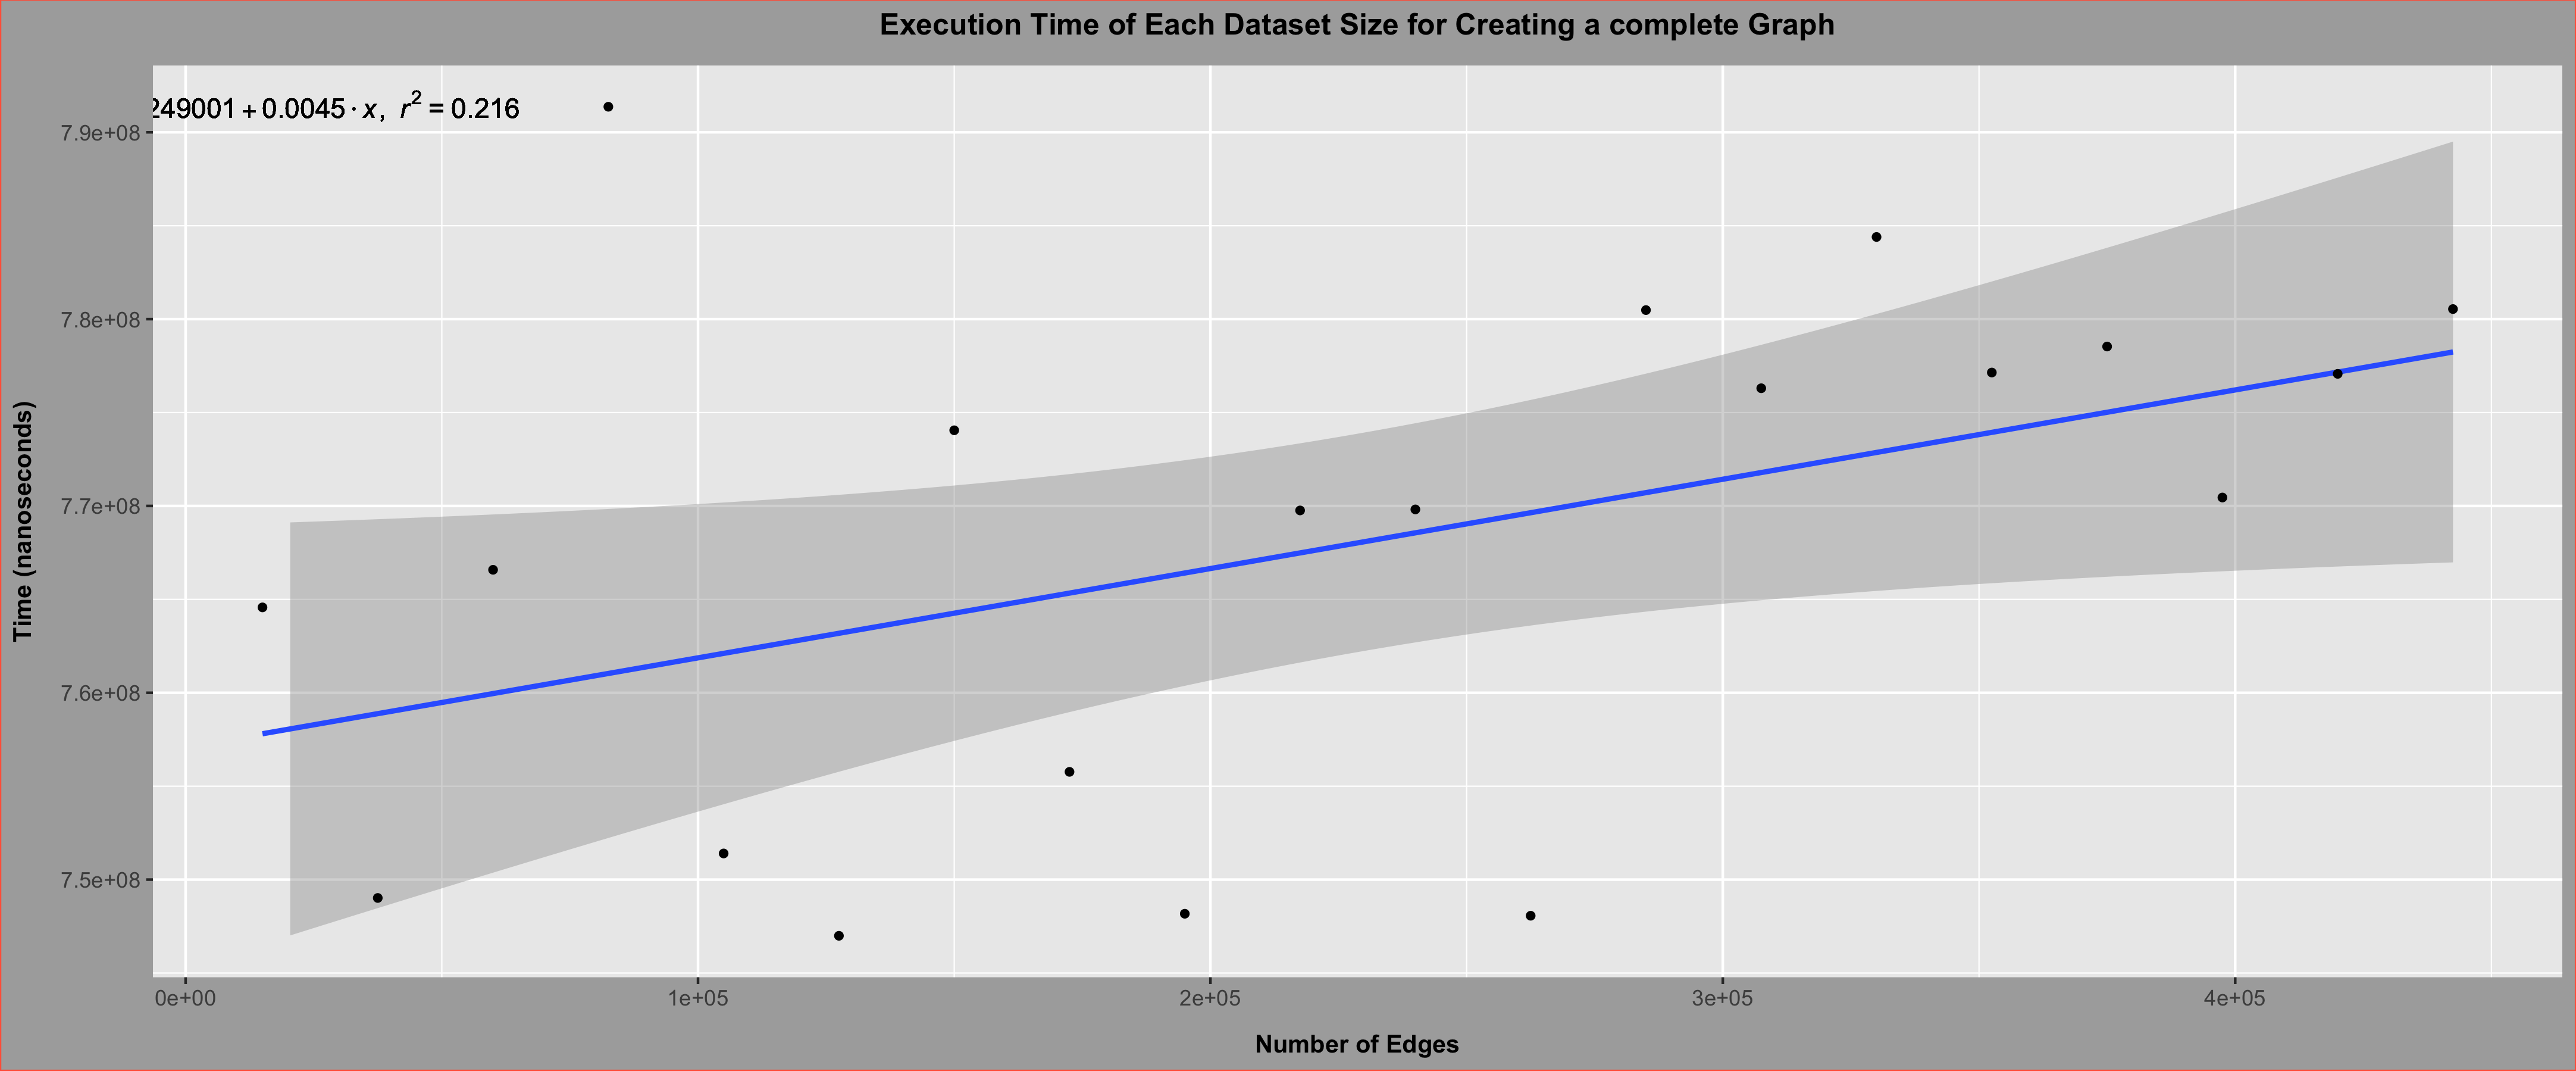 Execution Time of Each Dataset Size for Creating a complete Graph
249001 + 0.0045 · x, r² = 0.216
7.9e+08
7.8e+08
7.7e+08
7.6e+08
7.5e+08
Time (nanoseconds)
0e+00 1e+05 2e+05 3e+05 4e+05
Number of Edges